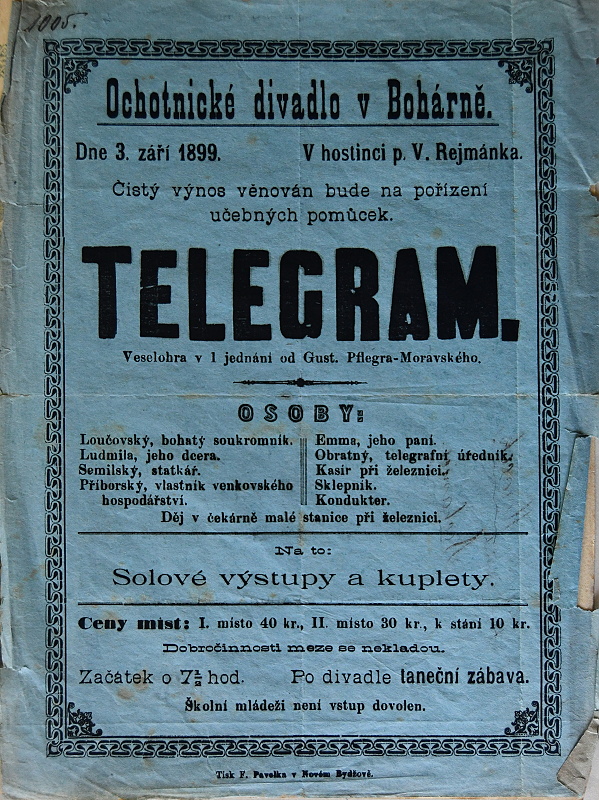 1005.
Ochotnické divadlo v Bohárně.
Dne 3. září 1899. V hostinci p. V. Rejmánka.
Čistý výnos věnován bude na pořízení
učebných pomůcek.
TELEGRAM.
Veselohra v 1 jednání od Gust. Pflegra-Moravského.
OSOBY:
Loučovský, bohatý soukromník. Emma, jeho paní.
Ludmila, jeho dcera. Obratný, telegrafní úředník.
Semilský, statkář. Kasír při železnici.
Příborský, vlastník venkovského Sklepník.
hospodářství. Kondukter.
Děj v čekárně malé stanice při železnici.
Na to:
Solové výstupy a kuplety.
Ceny míst: I. místo 40 kr., II. místo 30 kr., k stání 10 kr.
Dobročinnosti meze se nekladou.
Začátek o 7½ hod. Po divadle taneční zábava.
Školní mládeži není vstup dovolen.
Tisk F. Pavelka v Novém Bydžově.